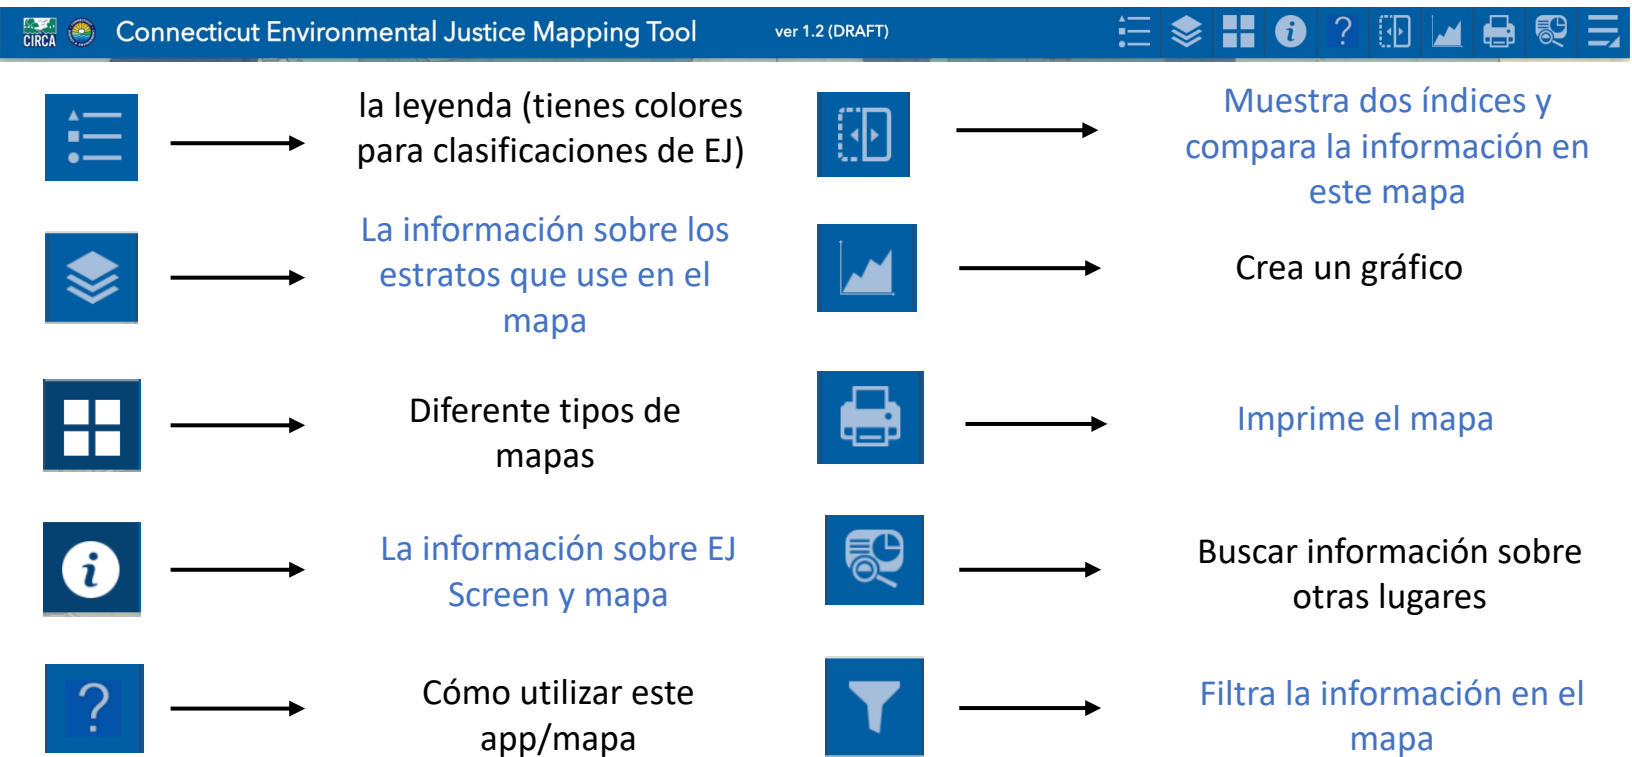 CIRCA Connecticut Environmental Justice Mapping Tool ver 1.2 (DRAFT)
la leyenda (tienes colores
para clasificaciones de EJ)
La información sobre los
estratos que use en el
mapa
Diferente tipos de
mapas
La información sobre EJ
Screen y mapa
Cómo utilizar este
app/mapa
Muestra dos índices y
compara la información en
este mapa
Crea un gráfico
Imprime el mapa
Buscar información sobre
otras lugares
Filtra la información en el
mapa